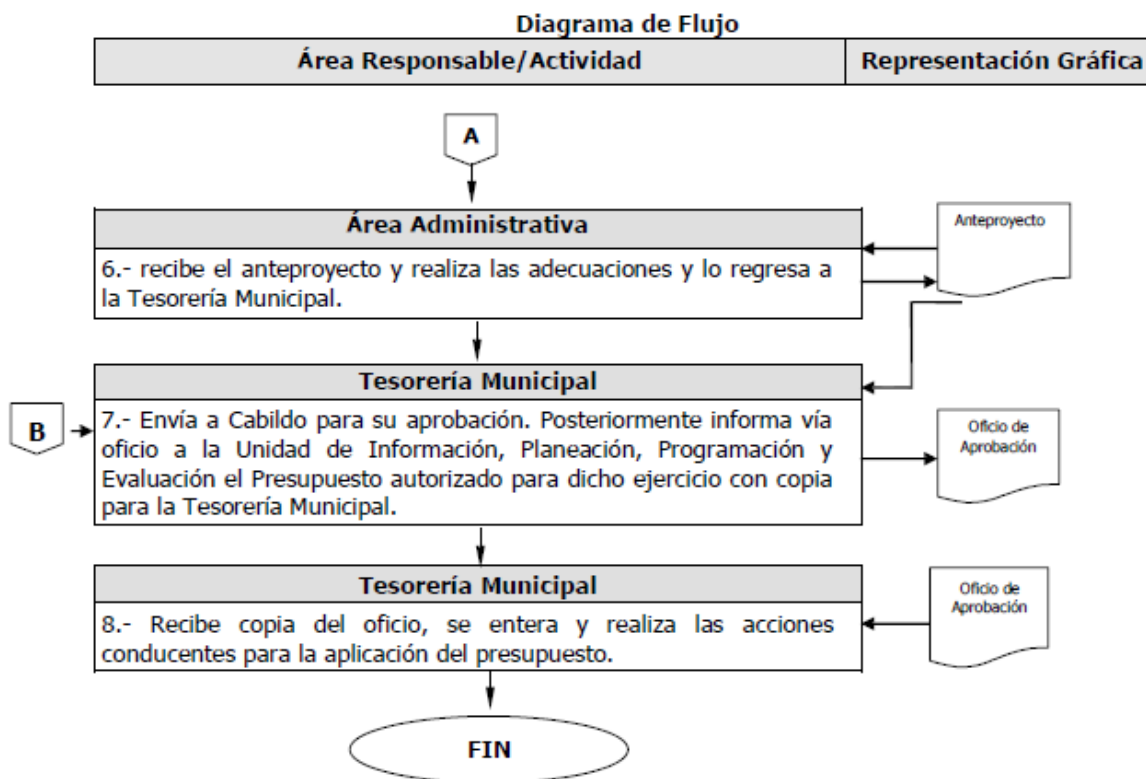 Diagrama de Flujo
Área Responsable/Actividad
Representación Gráfica
A
Área Administrativa
Anteproyecto
6.- recibe el anteproyecto y realiza las adecuaciones y lo regresa a
la Tesorería Municipal.
Tesorería Municipal
B
7.- Envía a Cabildo para su aprobación. Posteriormente informa vía
oficio a la Unidad de Información, Planeación, Programación y
Evaluación el Presupuesto autorizado para dicho ejercicio con copia
para la Tesorería Municipal.
Oficio de
Aprobación
Tesorería Municipal
8.- Recibe copia del oficio, se entera y realiza las acciones
conducentes para la aplicación del presupuesto.
Oficio de
Aprobación
FIN